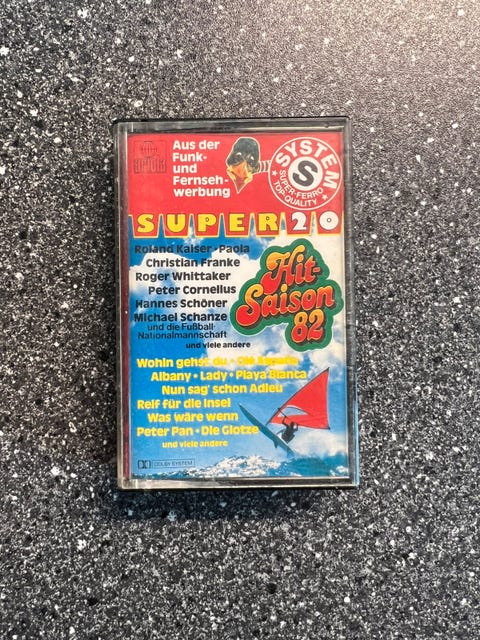 ariola
Aus der
Funk-
und
Fernseh-
werbung
SYSTEM
S
SUPER-FERRO
TOP-QUALITY
SUPER 20
Roland Kaiser • Paola
Christian Franke
Roger Whittaker
Peter Cornelius
Hannes Schöner
Michael Schanze
und die Fußball-
Nationalmannschaft
und viele andere
Hit-
Saison
82
Wohin gehst du • Olé España
Albany • Lady • Playa Blanca
Nun sag' schon Adieu
Reif für die Insel
Was wäre wenn
Peter Pan • Die Glotze
und viele andere
DOLBY SYSTEM